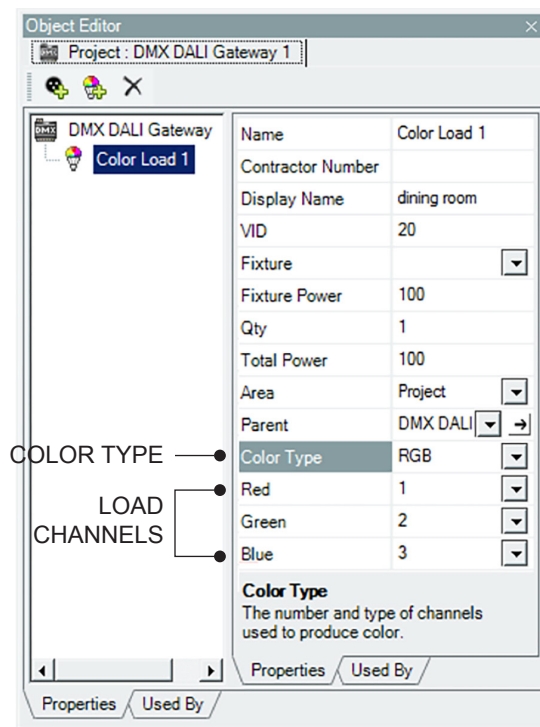 Object Editor
Project : DMX DALI Gateway 1
DMX DALI Gateway
Color Load 1
Name Color Load 1
Contractor Number
Display Name dining room
VID 20
Fixture
Fixture Power 100
Qty 1
Total Power 100
Area Project
Parent DMX DALI
COLOR TYPE Color Type RGB
LOAD CHANNELS
Red 1
Green 2
Blue 3
Color Type
The number and type of channels
used to produce color.
Properties Used By
Properties Used By